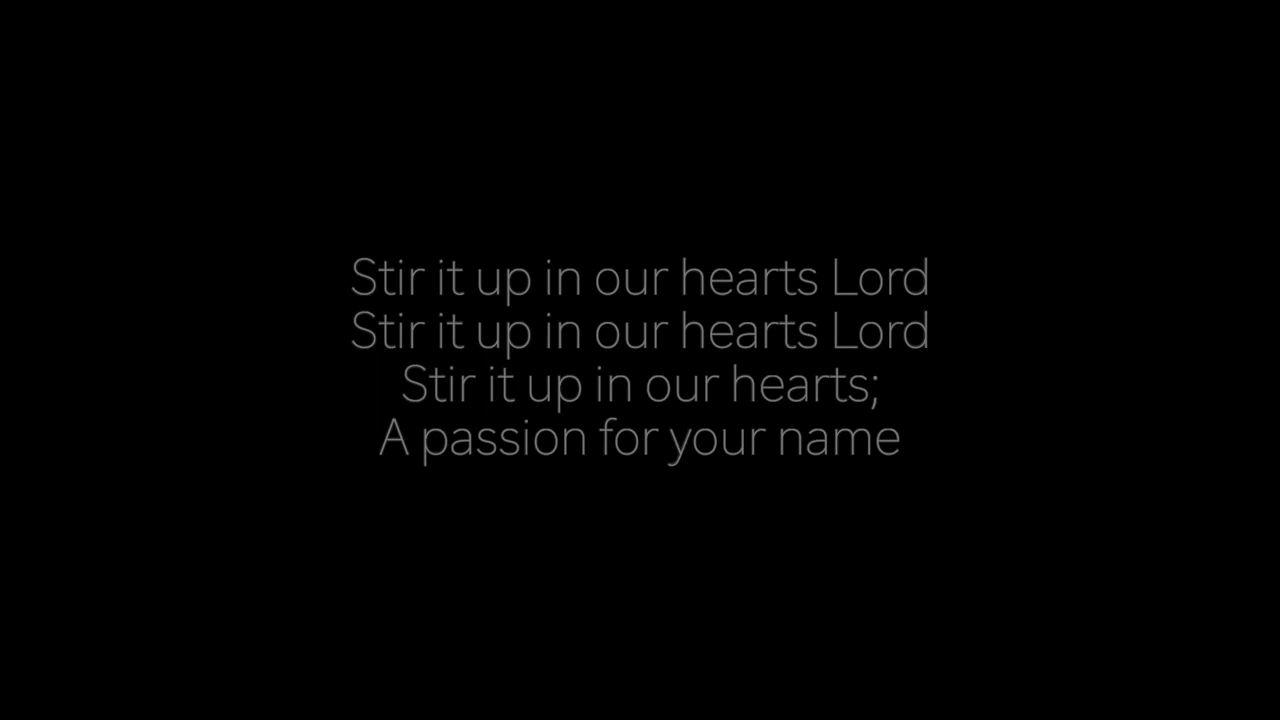 Stir it up in our hearts Lord
Stir it up in our hearts Lord
Stir it up in our hearts;
A passion for your name